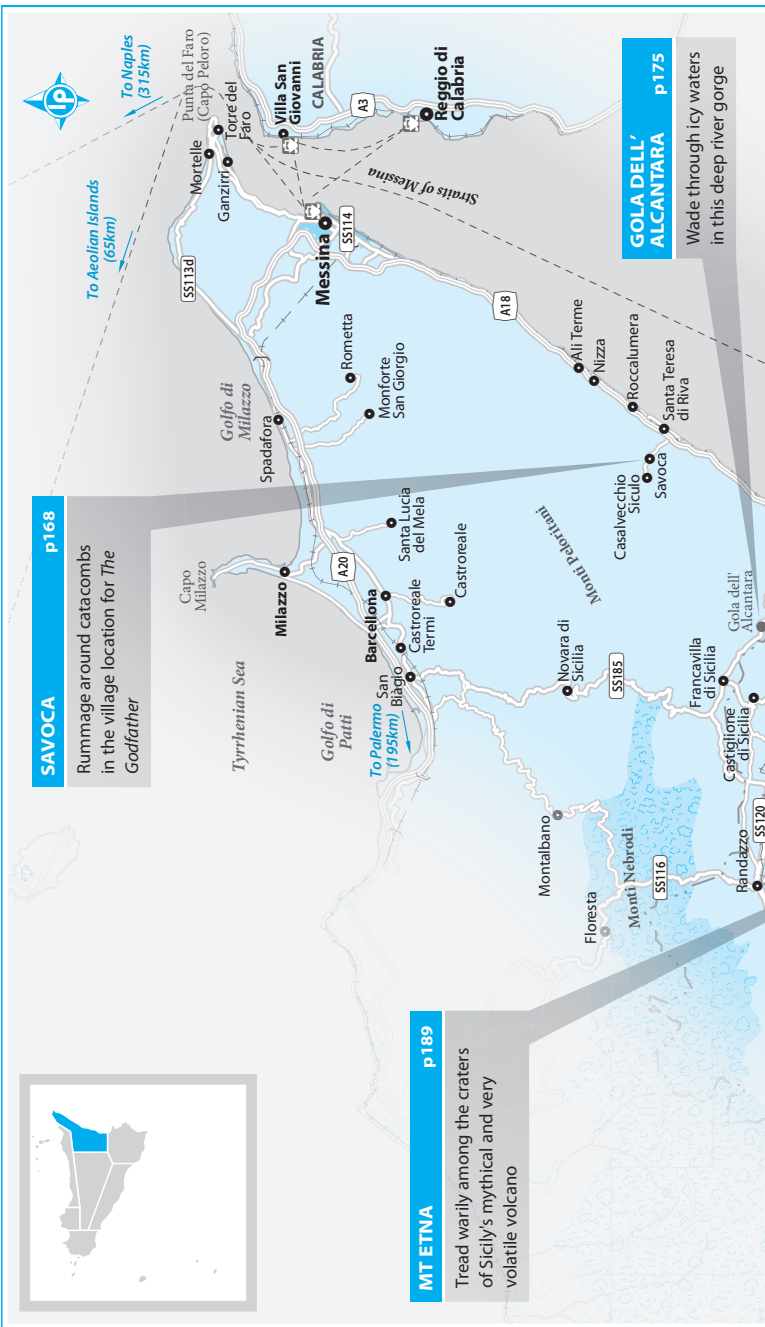 MT ETNA p189
Tread warily among the craters
of Sicily's mythical and very
volatile volcano
SAVOCA p168
Rummage around catacombs
in the village location for The
Godfather
GOLA DELL'
ALCANTARA p175
Wade through icy waters
in this deep river gorge
lp
To Aeolian Islands
(65km)
To Naples
(315km)
Punta del Faro
(Capo Peloro)
Torre del
Faro
Mortelle
Ganzirri
SS113d
Villa San
Giovanni
CALABRIA
A3
Reggio di
Calabria
Straits of Messina
Messina
SS114
Capo
Milazzo
Tyrrhenian Sea
Golfo di
Milazzo
Milazzo
Spadafora
Rometta
Monforte
San Giorgio
A18
Golfo di
Patti
To Palermo
(195km)
San
Biàgio
Barcellona
Castroreale
Termi
A20
Santa Lucia
del Mela
Castroreale
Monti Peloritani
Ali Terme
Nizza
Roccalumera
Santa Teresa
di Riva
Casalvecchio
Siculo
Savoca
Novara di
Sicilia
SS185
Montalbano
Floresta
Monti Nebrodi
SS116
Francavilla
di Sicilia
Castiglione
di Sicilia
Gola dell'
Alcantara
Randazzo
SS120